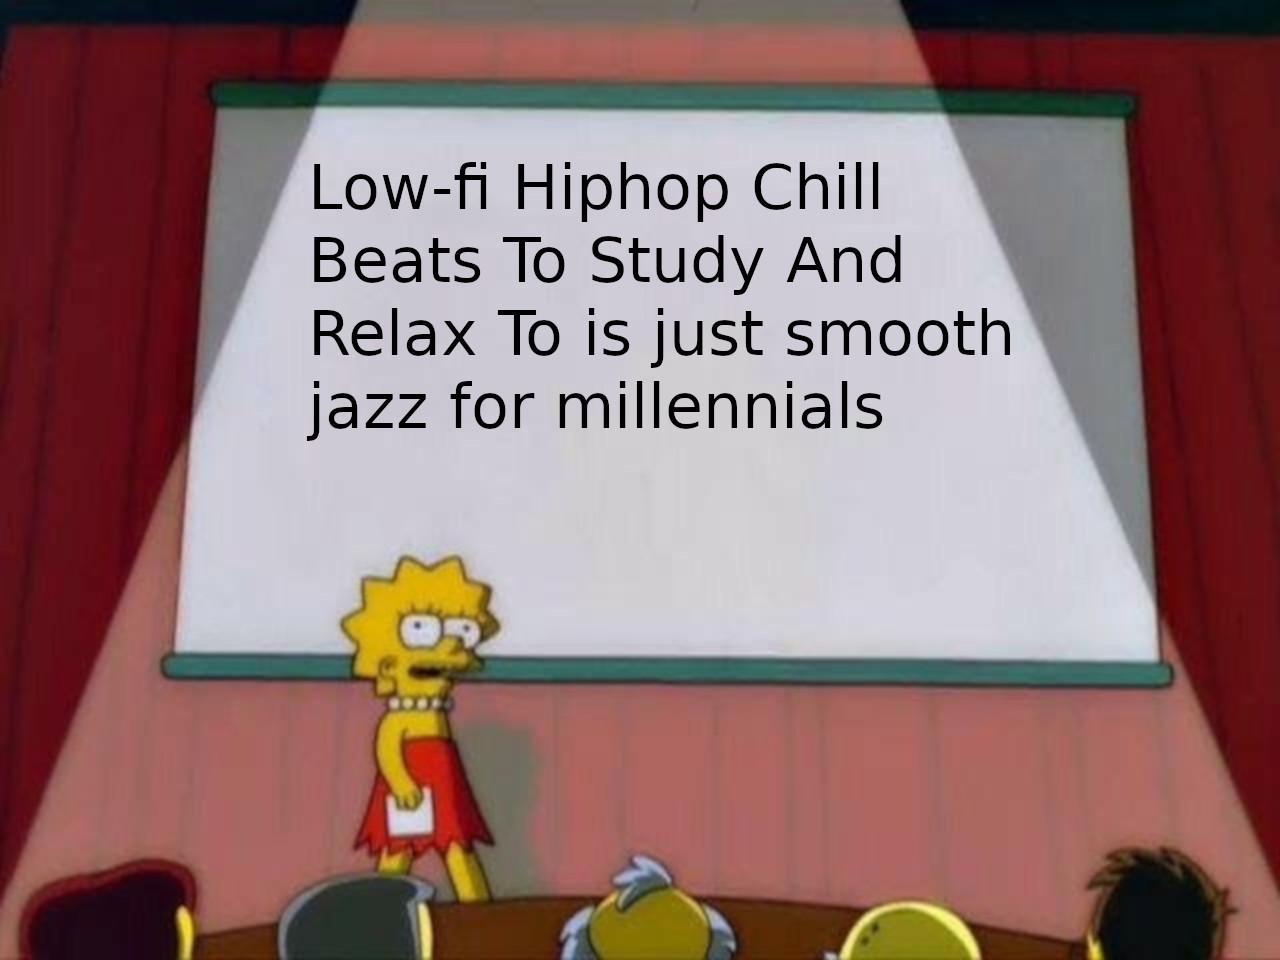 Low-fi Hiphop Chill
Beats To Study And
Relax To is just smooth
jazz for millennials